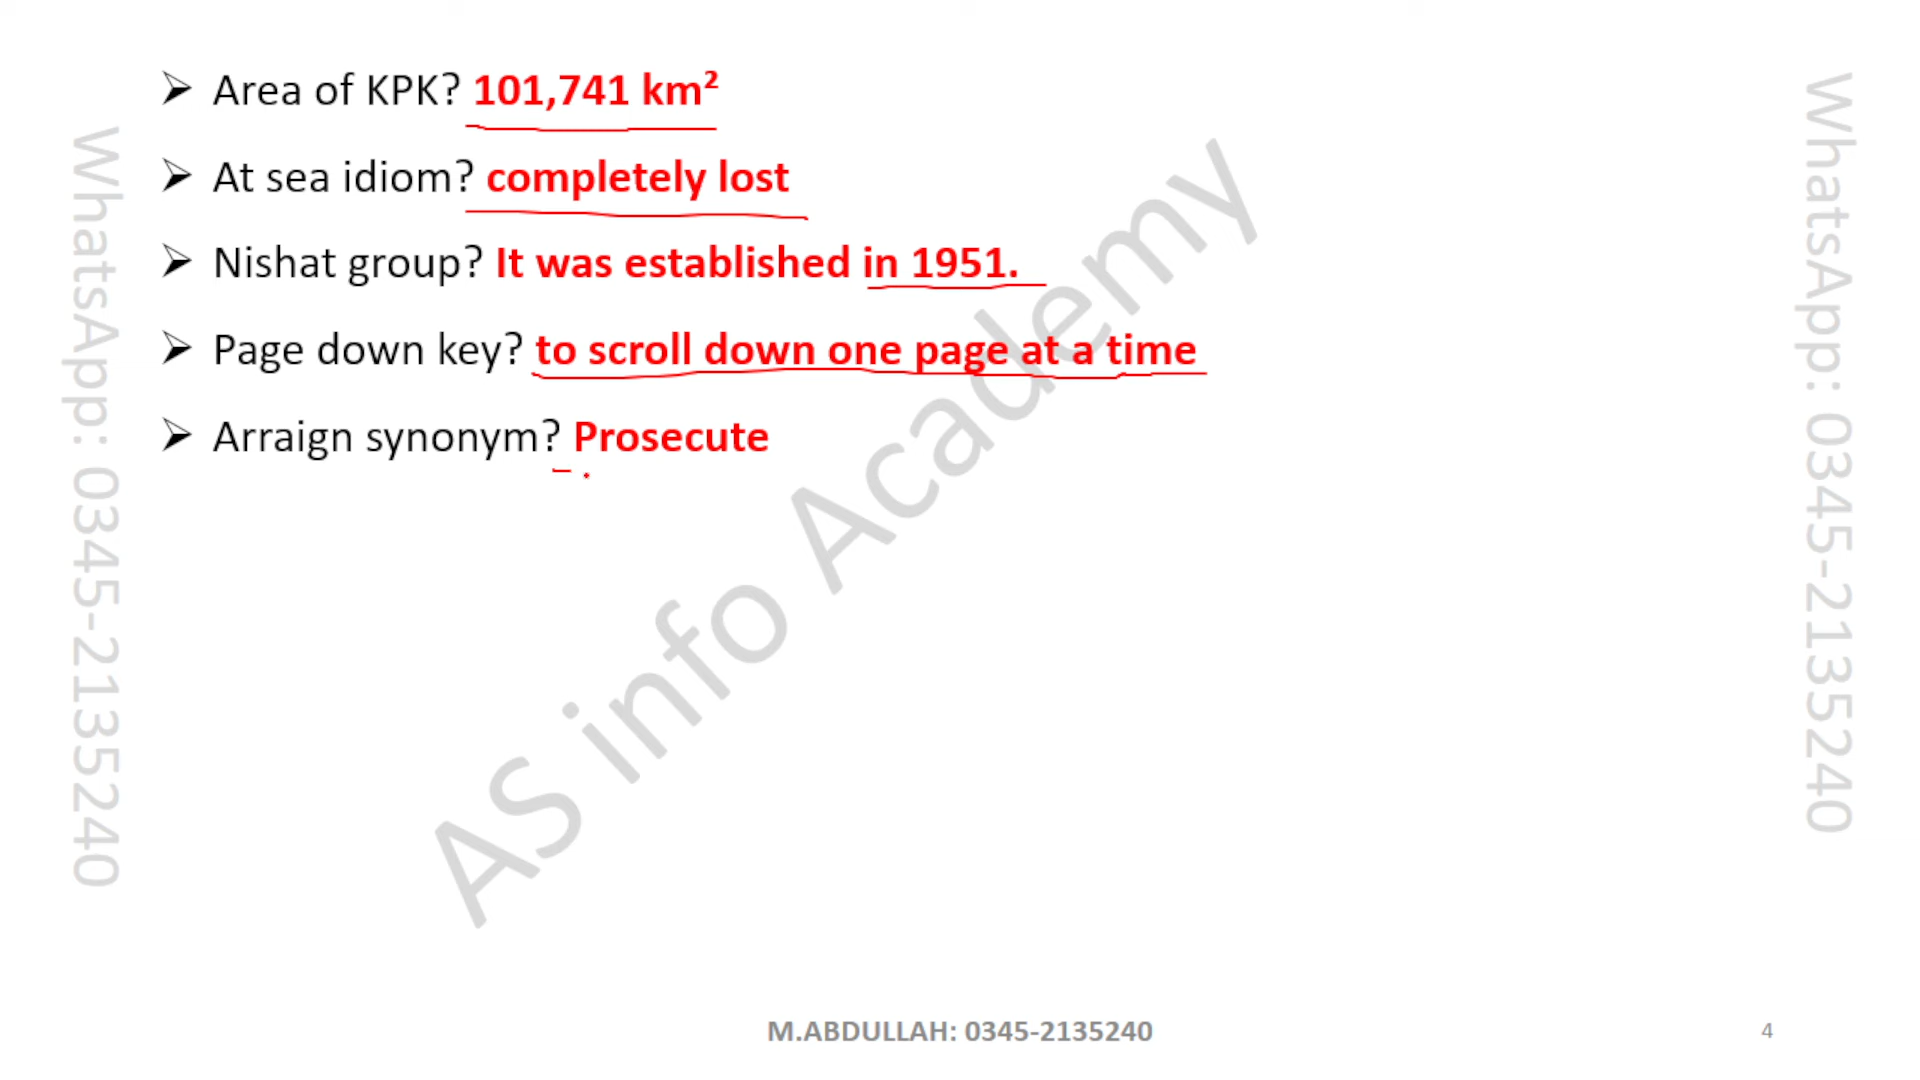 ➢ Area of KPK? 101,741 km²
➢ At sea idiom? completely lost
➢ Nishat group? It was established in 1951.
➢ Page down key? to scroll down one page at a time
➢ Arraign synonym? Prosecute
WhatsApp: 0345-2135240
AS info Academy
WhatsApp: 0345-2135240
M.ABDULLAH: 0345-2135240
4